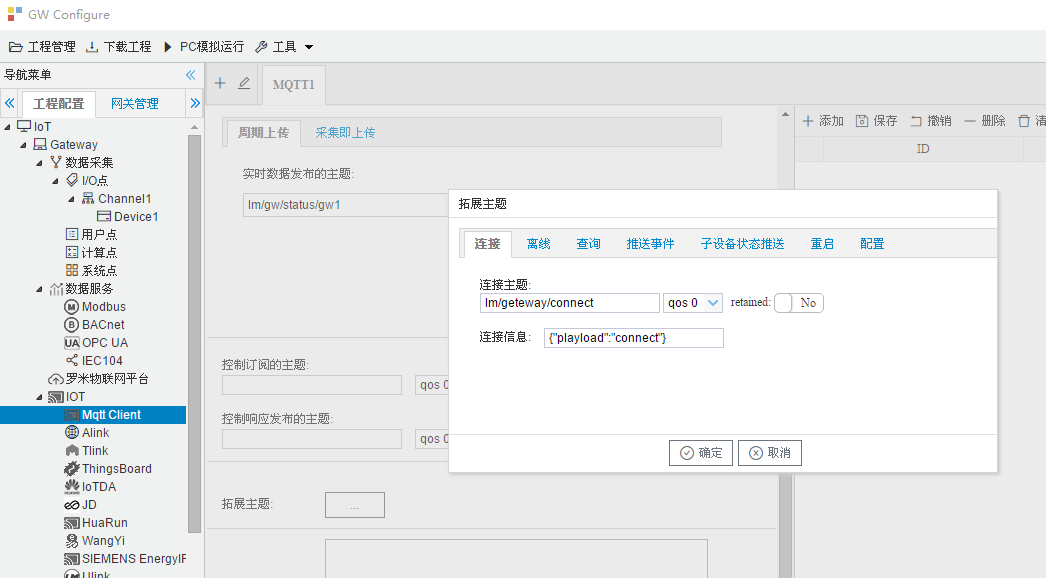 GW Configure
工程管理 下载工程 PC模拟运行 工具
导航菜单
工程配置 网关管理
IoT
Gateway
数据采集
I/O点
Channel1
Device1
用户点
计算点
系统点
数据服务
Modbus
BACnet
OPC UA
IEC104
罗米物联网平台
IOT
Mqtt Client
Alink
Tlink
ThingsBoard
IoTDA
JD
HuaRun
WangYi
SIEMENS EnergyIP
Ulink
MQTT1
周期上传 采集即上传
实时数据发布的主题:
lm/gw/status/gw1
控制订阅的主题:
qos 0
控制响应发布的主题:
qos 0
拓展主题: ...
添加 保存 撤销 删除 清
ID
拓展主题
连接 离线 查询 推送事件 子设备状态推送 重启 配置
连接主题:
lm/geteway/connect qos 0 retained: No
连接信息: {"playload":"connect"}
确定 取消